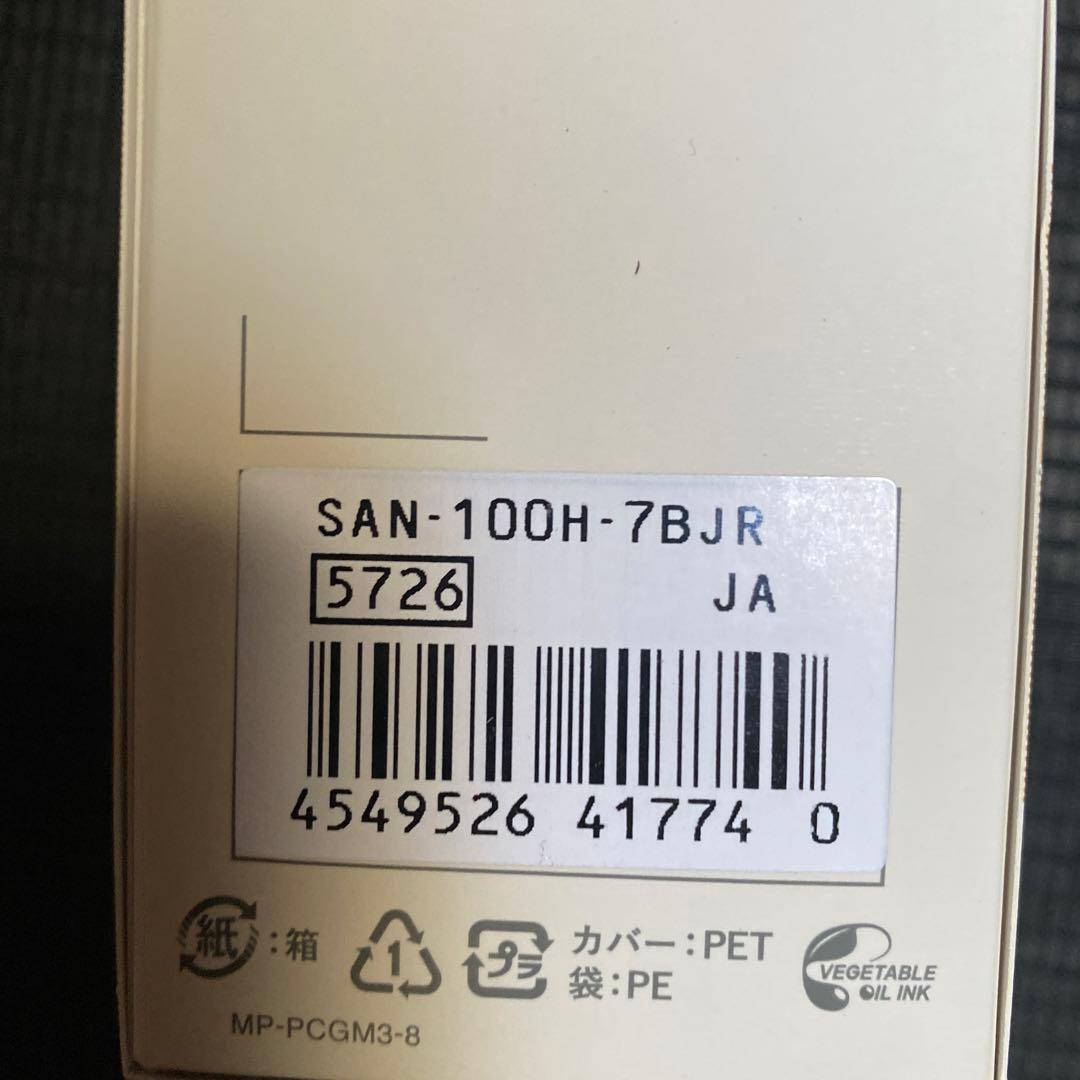 SAN-100H-7BJR
5726 JA
4549526 41774 0
紙:箱
1
プラ
カバー:PET
袋:PE
VEGETABLE
OIL INK
MP-PCGM3-8